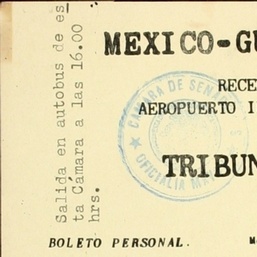 Salida en autobus de es
ta Cámara a las 16.00
hrs.
MEXICO-GU
RECE
AEROPUERTO I
TRIBUN
CAMARA DE SENA
OFICIALIA MA
BOLETO PERSONAL.
M